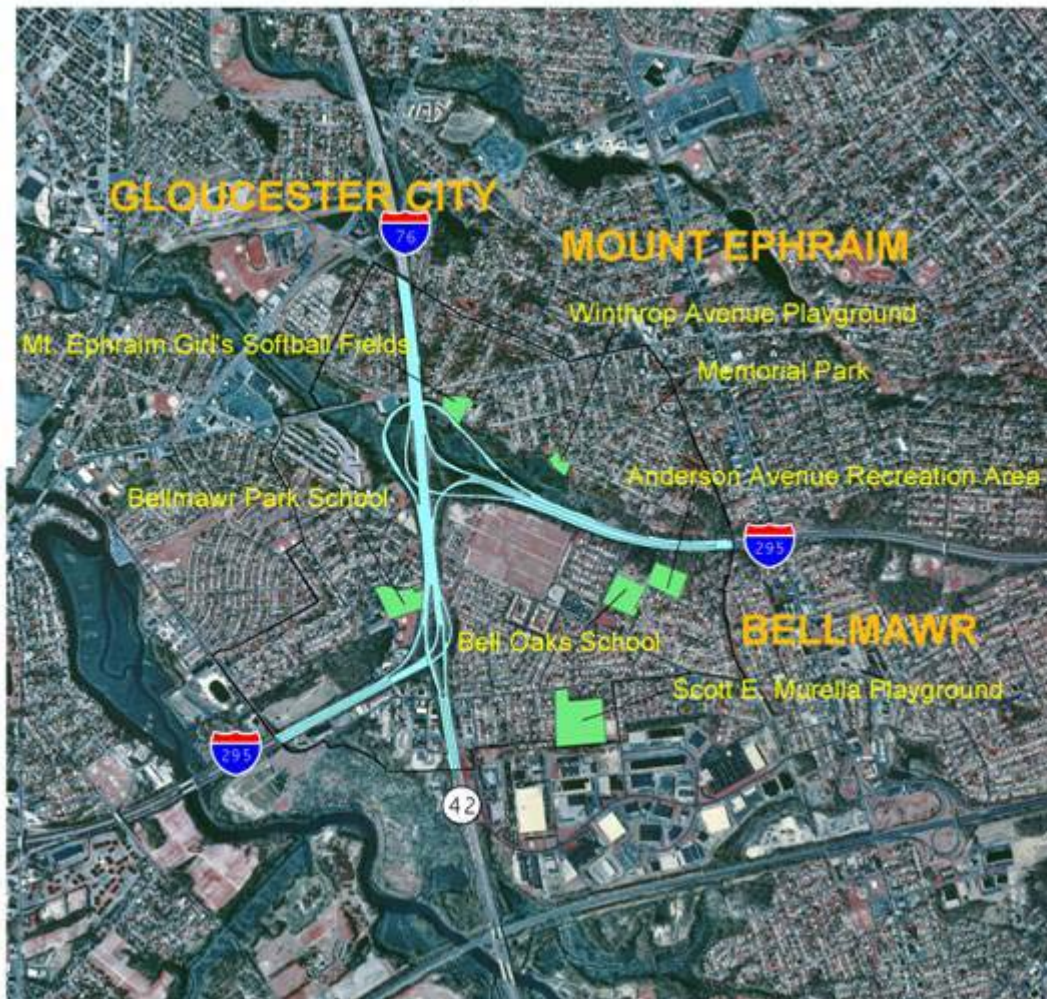 GLOUCESTER CITY
76
MOUNT EPHRAIM
Winthrop Avenue Playground
Mt. Ephraim Girl's Softball Fields
Memorial Park
Anderson Avenue Recreation Area
Bellmawr Park School
295
BELLMAWR
Bell Oaks School
Scott E. Murella Playground
295
42